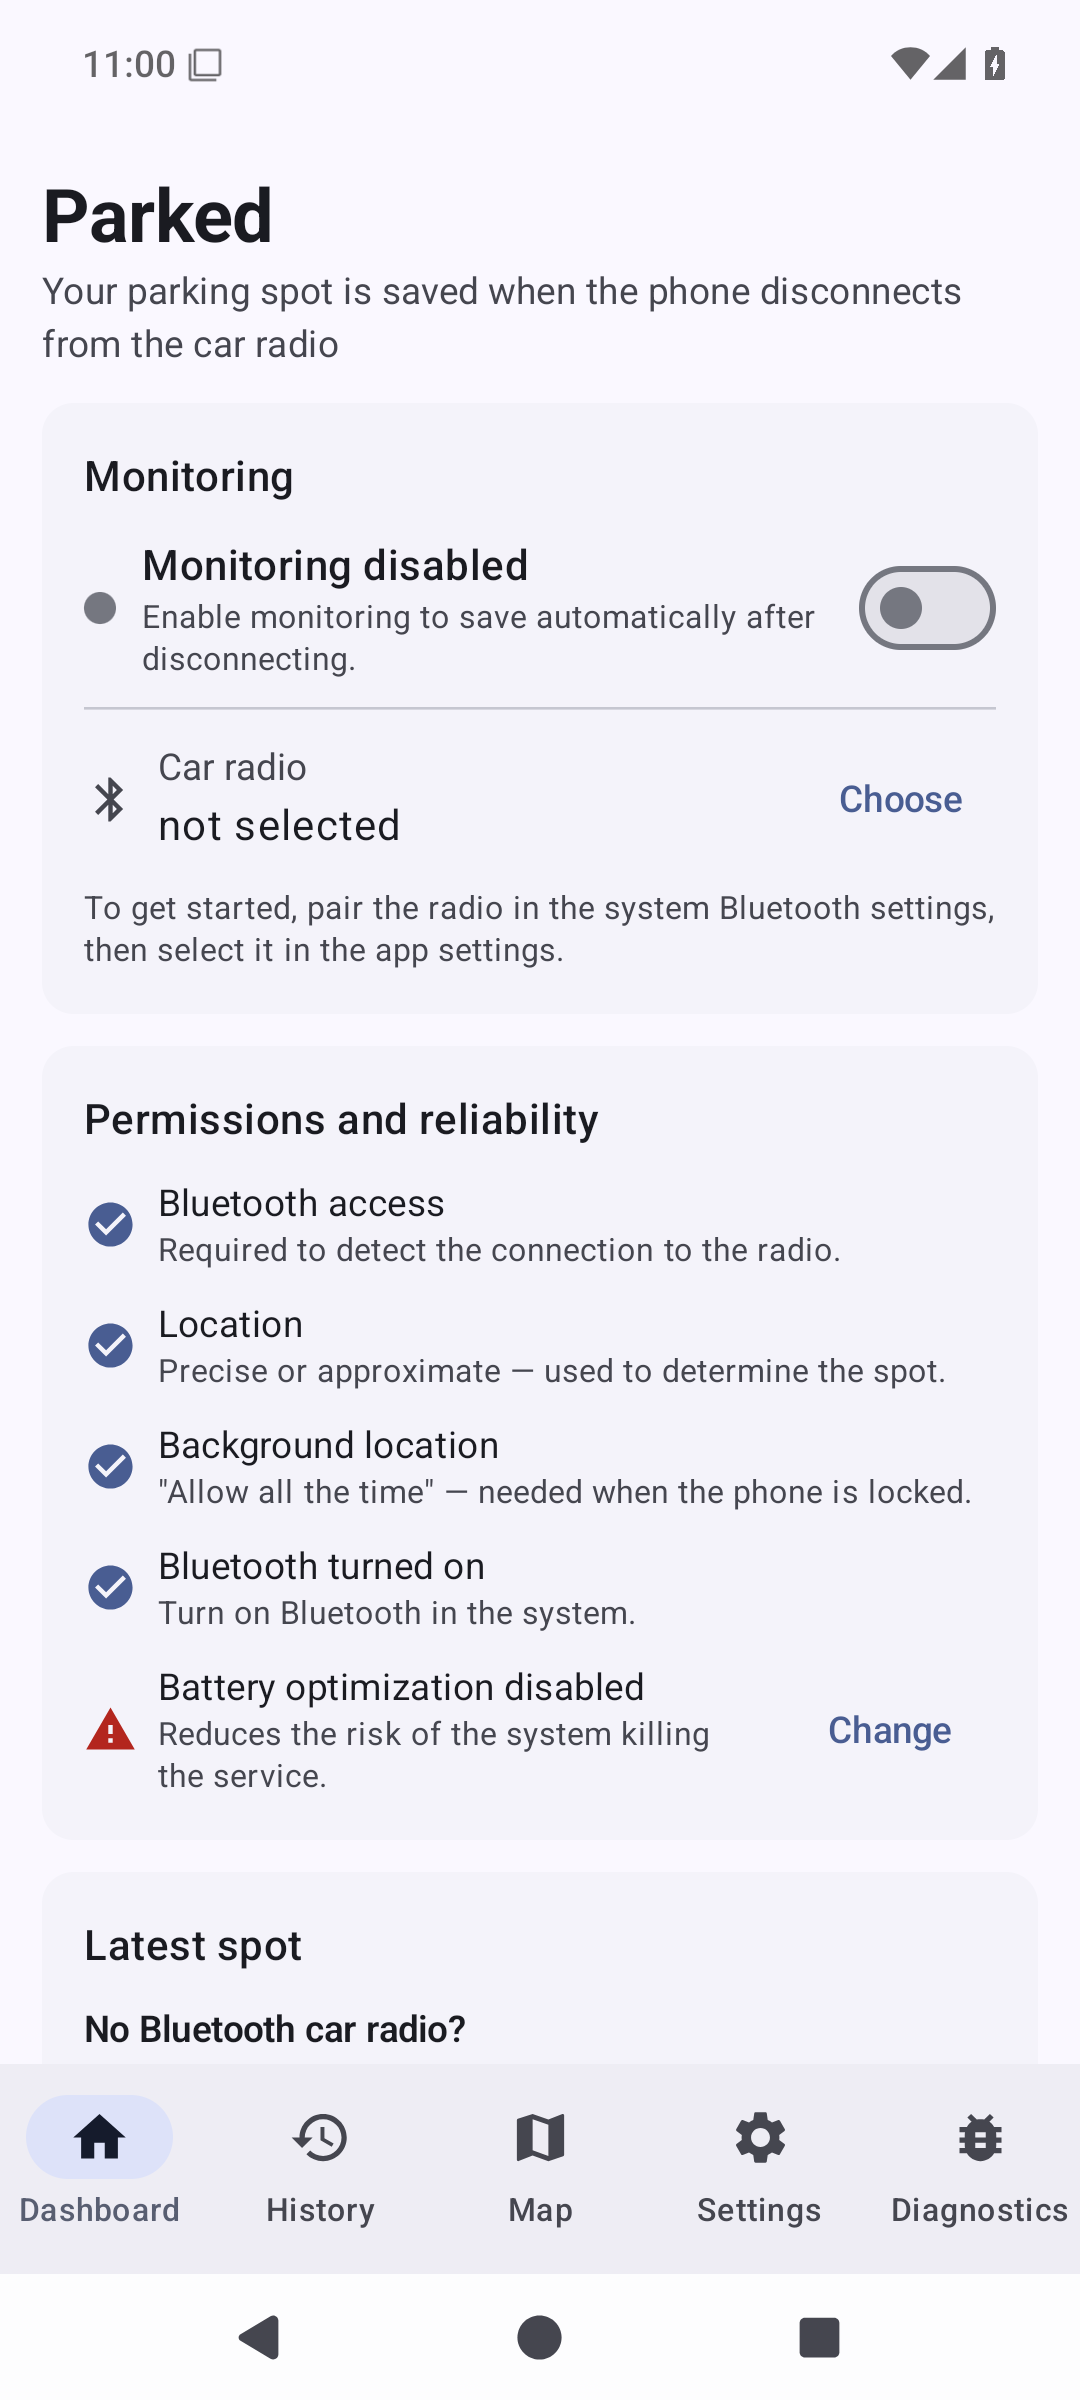 11:00
Parked
Your parking spot is saved when the phone disconnects
from the car radio
Monitoring
Monitoring disabled
Enable monitoring to save automatically after
disconnecting.
Car radio
not selected
Choose
To get started, pair the radio in the system Bluetooth settings,
then select it in the app settings.
Permissions and reliability
Bluetooth access
Required to detect the connection to the radio.
Location
Precise or approximate — used to determine the spot.
Background location
"Allow all the time" — needed when the phone is locked.
Bluetooth turned on
Turn on Bluetooth in the system.
Battery optimization disabled
Reduces the risk of the system killing
the service.
Change
Latest spot
No Bluetooth car radio?
Dashboard
History
Map
Settings
Diagnostics